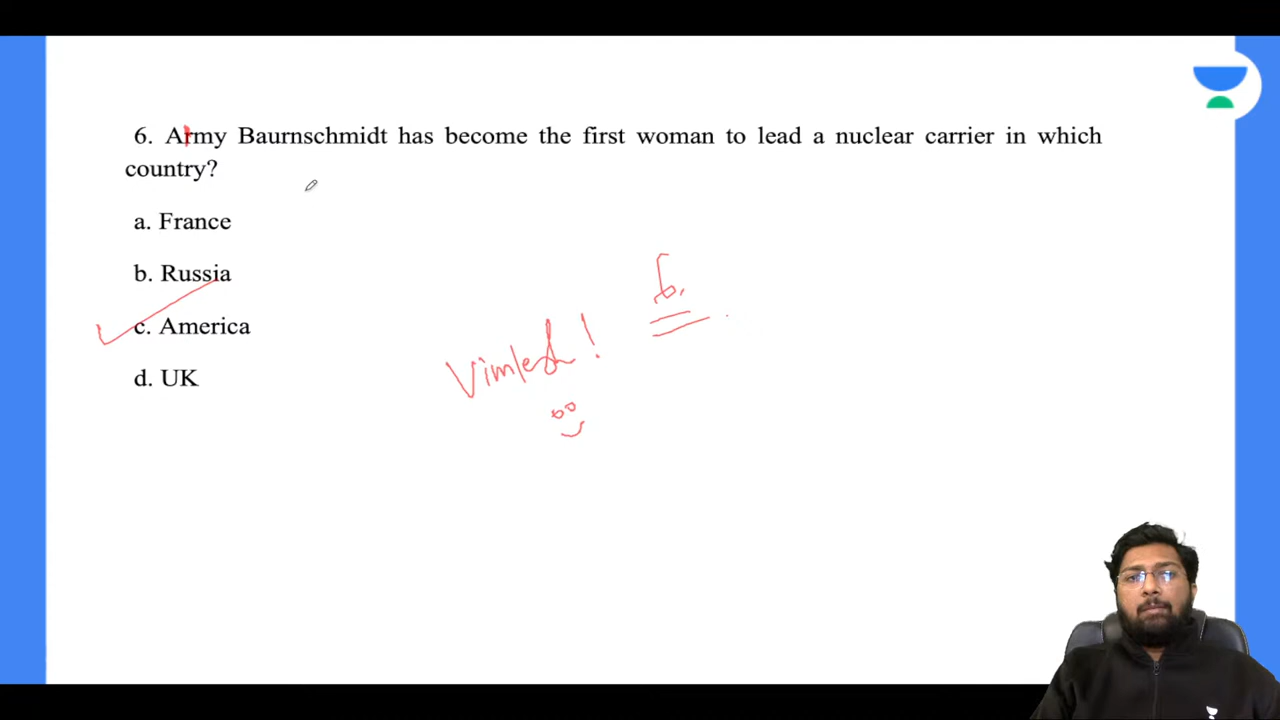 6. Army Baurnschmidt has become the first woman to lead a nuclear carrier in which
country?
a. France
b. Russia
c. America
d. UK
b.
Vimlesh!